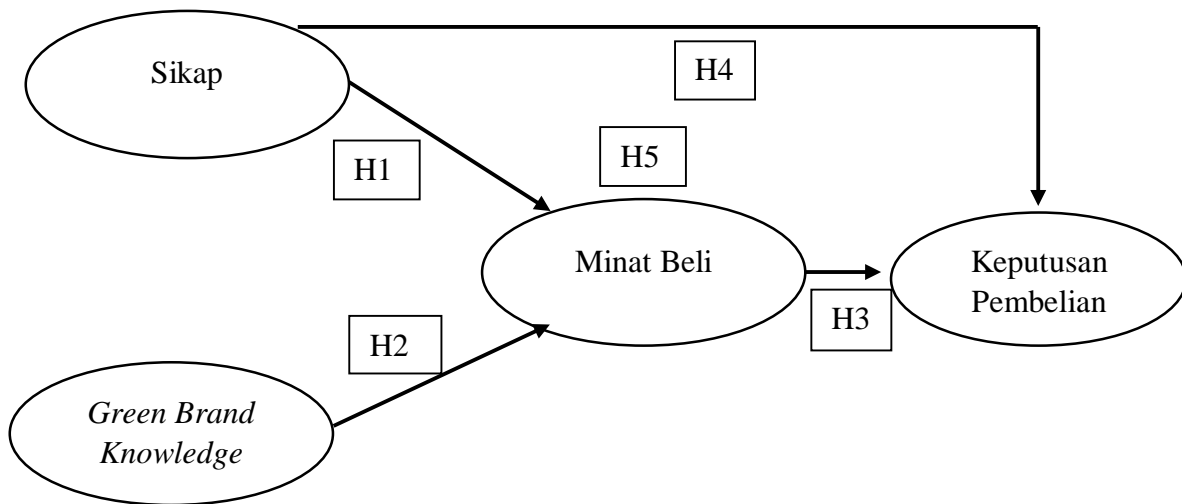 Sikap
H4
H1
H5
Minat Beli
Keputusan
Pembelian
H3
H2
Green Brand
Knowledge